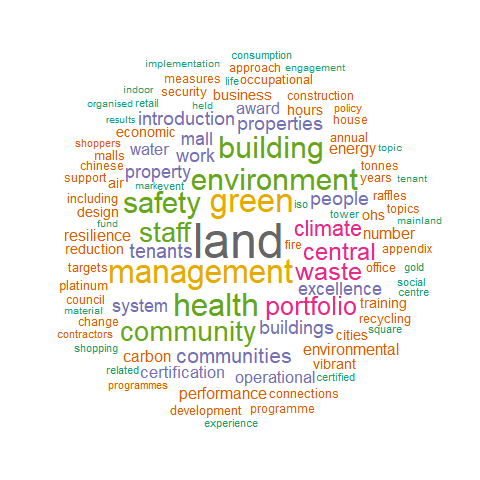 consumption
implementation approach engagement
measures life occupational
indoor security business construction
organised retail held award hours policy
results introduction properties house
economic mall building annual
shoppers water work energy topic
malls property environment tonnes
chinese years tenant
support air markevent people raffles
including safety green iso topics
design staff tower ohs mainland
fund land climate number
resilience tenants fire central appendix
reduction management waste office gold
targets excellence social
platinum health portfolio training centre
council system recycling
material community buildings square
change cities
contractors communities environmental
shopping carbon vibrant
related certification operational certified
programmes performance connections
development programme
experience